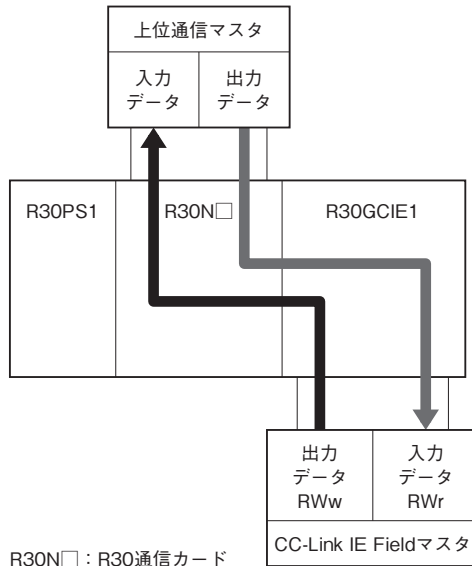 上位通信マスタ
入力
データ
出力
データ
R30PS1
R30N□
R30GCIE1
出力
データ
RWw
入力
データ
RWr
CC-Link IE Fieldマスタ
R30N□：R30通信カード